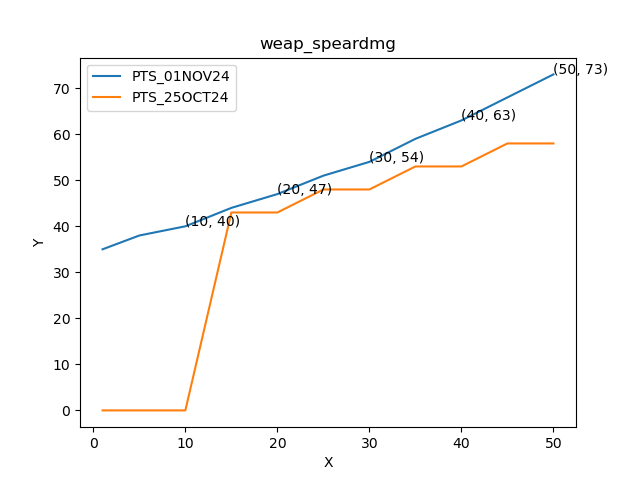 weap_speardmg
PTS_01NOV24
PTS_25OCT24
(50, 73)
(40, 63)
(30, 54)
(20, 47)
(10, 40)
Y
70
60
50
40
30
20
10
0
0 10 20 30 40 50
X